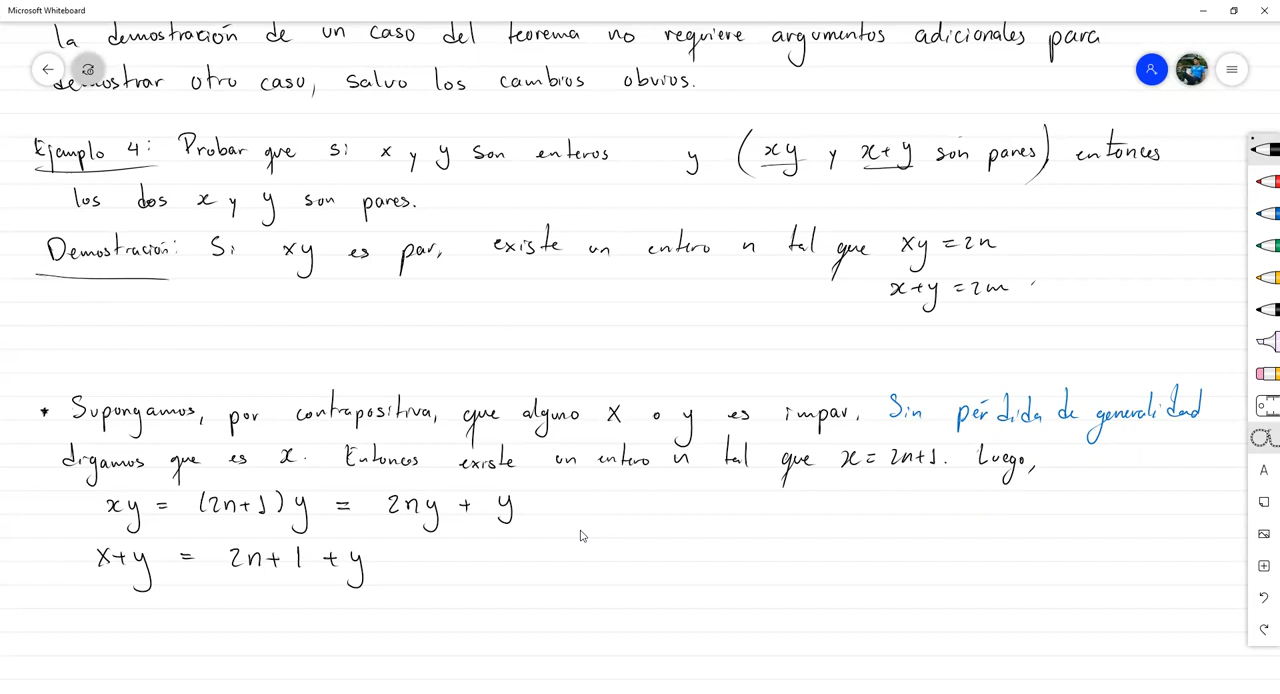 Microsoft Whiteboard
la demostración de un caso del teorema no requiere argumentos adicionales para
demostrar otro caso, salvo los cambios obvios.
Ejemplo 4: Probar que si x y y son enteros y (xy y x+y son pares) entonces
los dos x y y son pares.
Demostración: Si xy es par, existe un entero n tal que xy = 2n
x+y = 2m
* Supongamos, por contrapositiva, que alguno x o y es impar. Sin pérdida de generalidad
digamos que es x. Entonces existe un entero n tal que x = 2n+1. Luego,
xy = (2n+1)y = 2ny + y
x+y = 2n+1+y